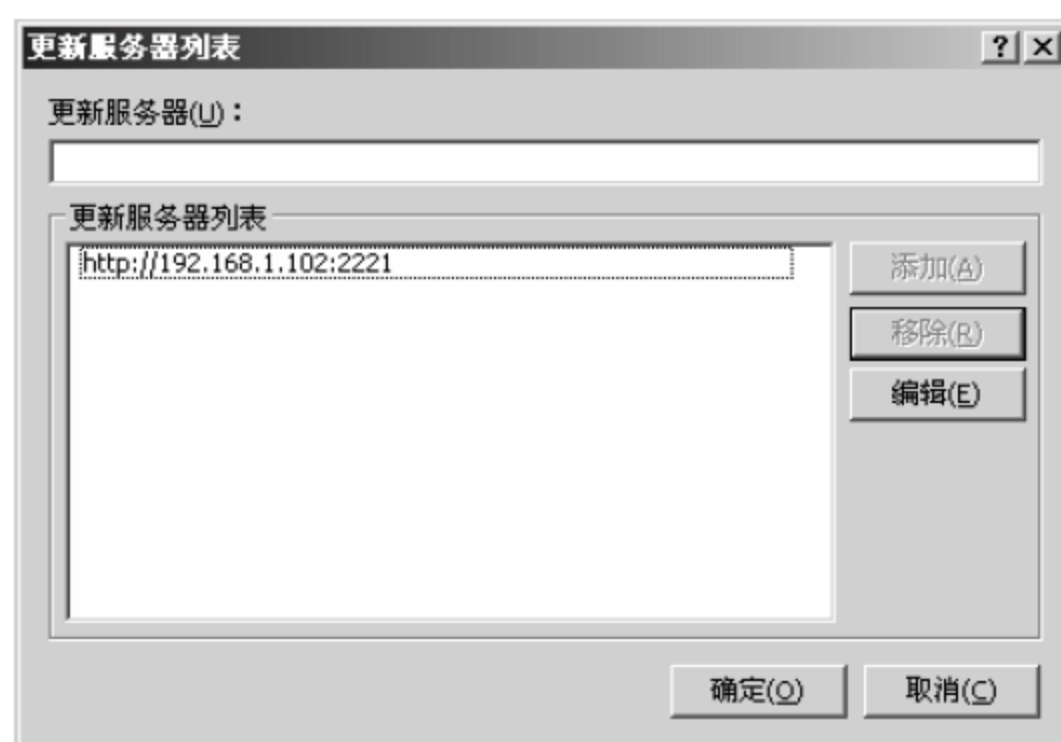 更新服务器列表
更新服务器(U)：
更新服务器列表
http://192.168.1.102:2221
添加(A)
移除(R)
编辑(E)
确定(O)
取消(C)